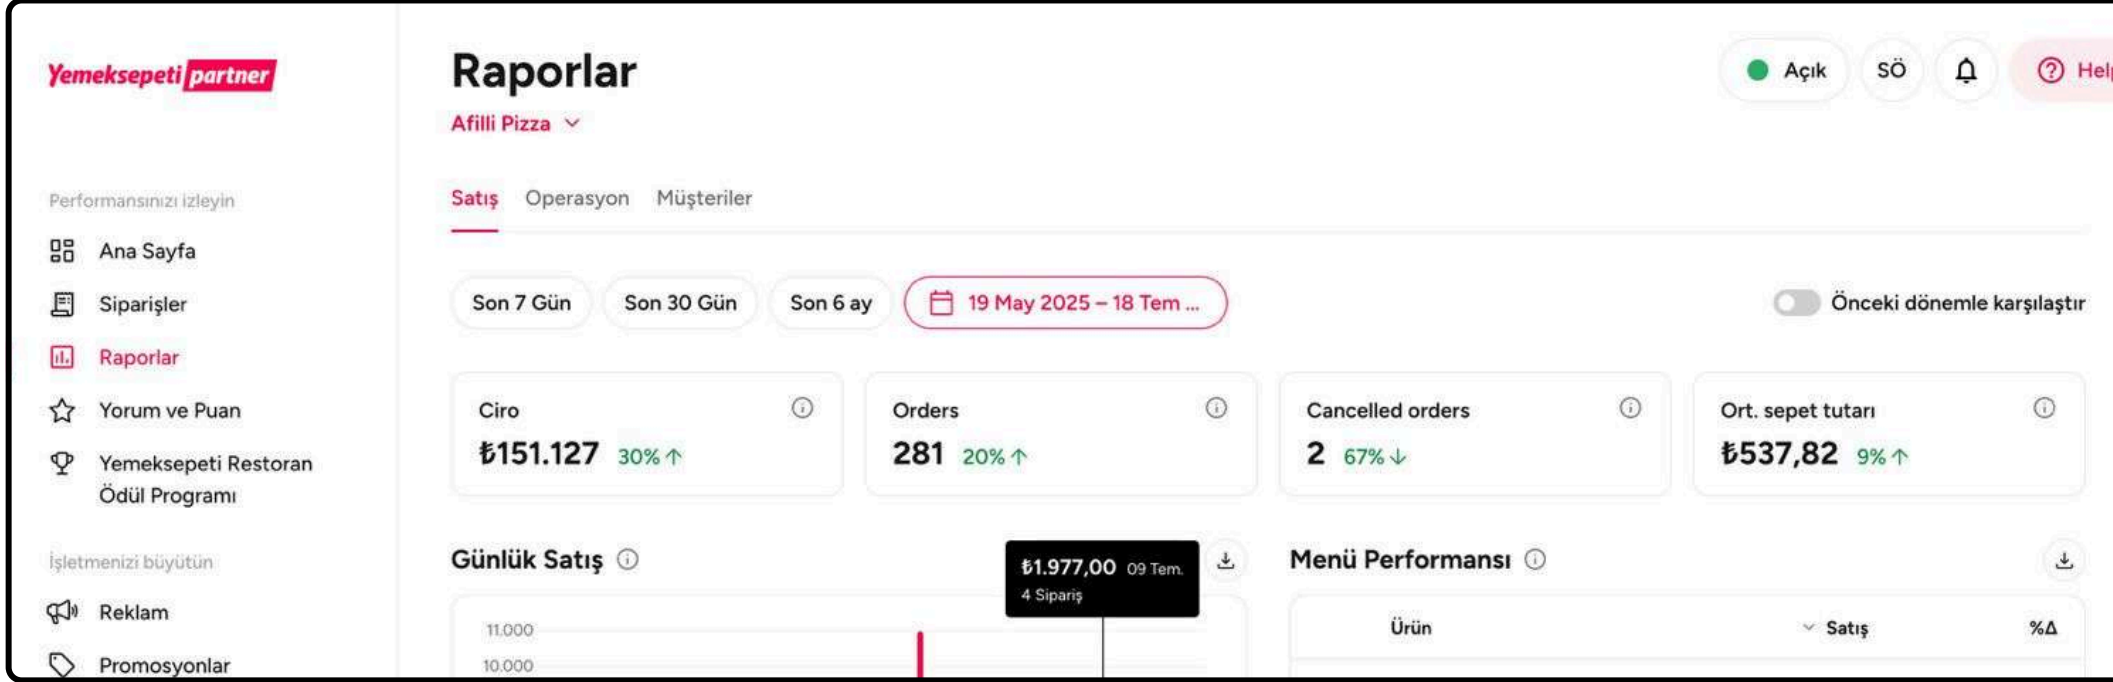 Yemeksepeti partner
Performansınızı izleyin
Ana Sayfa
Siparişler
Raporlar
Yorum ve Puan
Yemeksepeti Restoran
Ödül Programı
İşletmenizi büyütün
Reklam
Promosyonlar
Raporlar
Afilli Pizza
Açık
SÖ
Help
Satış Operasyon Müşteriler
Son 7 Gün Son 30 Gün Son 6 ay 19 May 2025 – 18 Tem ...
Önceki dönemle karşılaştır
Ciro
₺151.127 30% ↑
Orders
281 20% ↑
Cancelled orders
2 67% ↓
Ort. sepet tutarı
₺537,82 9% ↑
Günlük Satış
₺1.977,00 09 Tem.
4 Sipariş
11.000
10.000
Menü Performansı
Ürün Satış %Δ